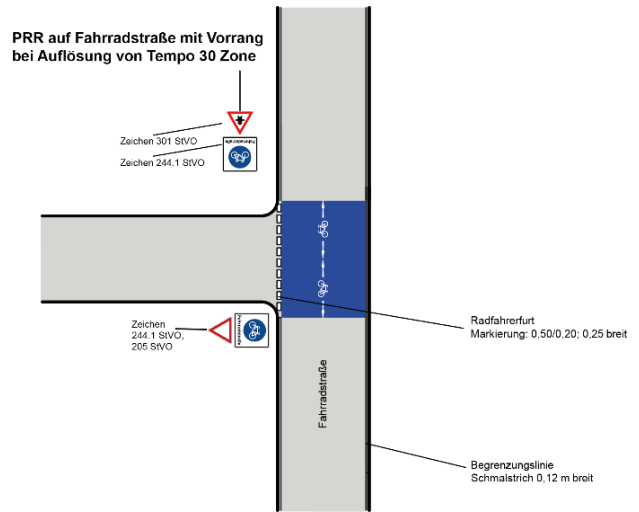 PRR auf Fahrradstraße mit Vorrang
bei Auflösung von Tempo 30 Zone
Zeichen 301 StVO
Zeichen 244.1 StVO
Fahrradstraße
Zeichen
244.1 StVO,
205 StVO
Fahrradstraße
Radfahrerfurt
Markierung: 0,50/0,20; 0,25 breit
Fahrradstraße
Begrenzungslinie
Schmalstrich 0,12 m breit